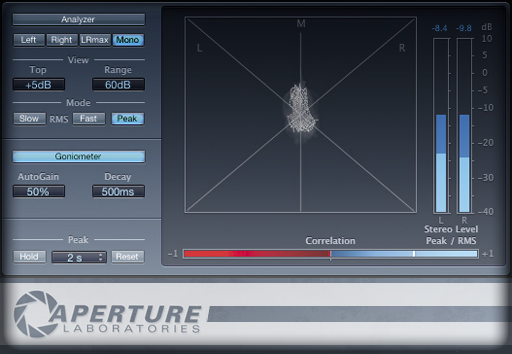 Analyzer
Left Right LRmax Mono
View
Top Range
+5dB 60dB
Mode
Slow RMS Fast Peak
Goniometer
AutoGain Decay
50% 500ms
Peak
Hold 2 s Reset
M
L R
-8.4 -9.8 dB
10
5
0
-5
-10
-15
-20
-25
-30
-40
L R
Stereo Level
Peak / RMS
Correlation
-1 +1
APERTURE
LABORATORIES